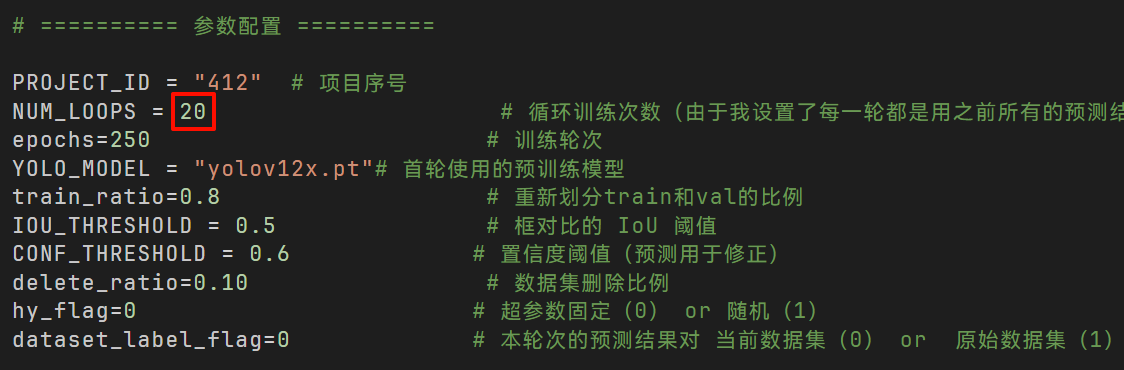 # ========== 参数配置 ==========
PROJECT_ID = "412" # 项目序号
NUM_LOOPS = 20 # 循环训练次数（由于我设置了每一轮都是用之前所有的预测结
epochs=250 # 训练轮次
YOLO_MODEL = "yolov12x.pt"# 首轮使用的预训练模型
train_ratio=0.8 # 重新划分train和val的比例
IOU_THRESHOLD = 0.5 # 框对比的 IoU 阈值
CONF_THRESHOLD = 0.6 # 置信度阈值（预测用于修正）
delete_ratio=0.10 # 数据集删除比例
hy_flag=0 # 超参数固定（0） or 随机（1）
dataset_label_flag=0 # 本轮次的预测结果对 当前数据集（0） or 原始数据集（1）